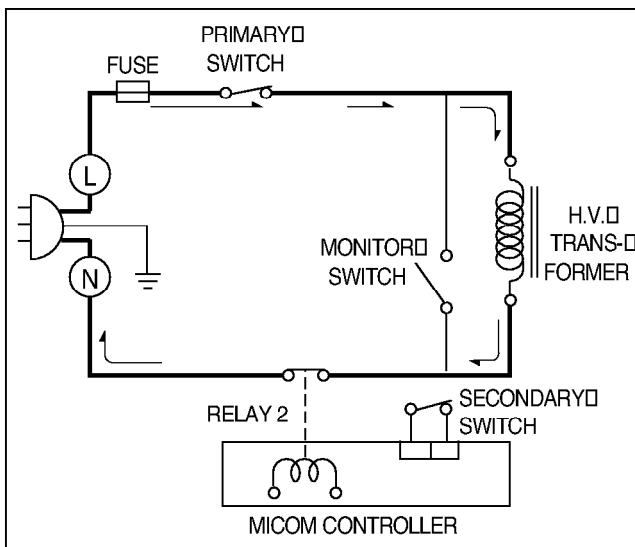 PRIMARY□
SWITCH
FUSE
L
N
H.V.□
TRANS-□
FORMER
MONITOR□
SWITCH
RELAY 2
SECONDARY□
SWITCH
MICOM CONTROLLER